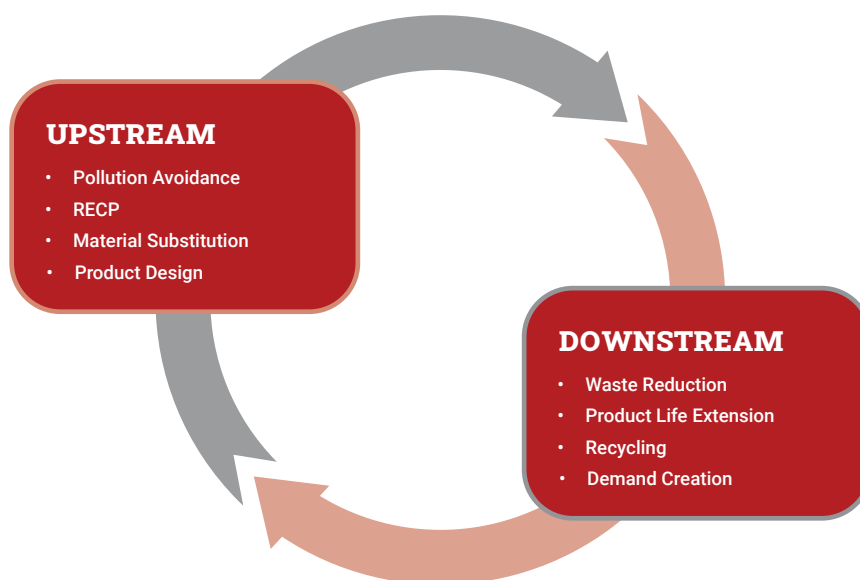 UPSTREAM
• Pollution Avoidance
• RECP
• Material Substitution
• Product Design
DOWNSTREAM
• Waste Reduction
• Product Life Extension
• Recycling
• Demand Creation